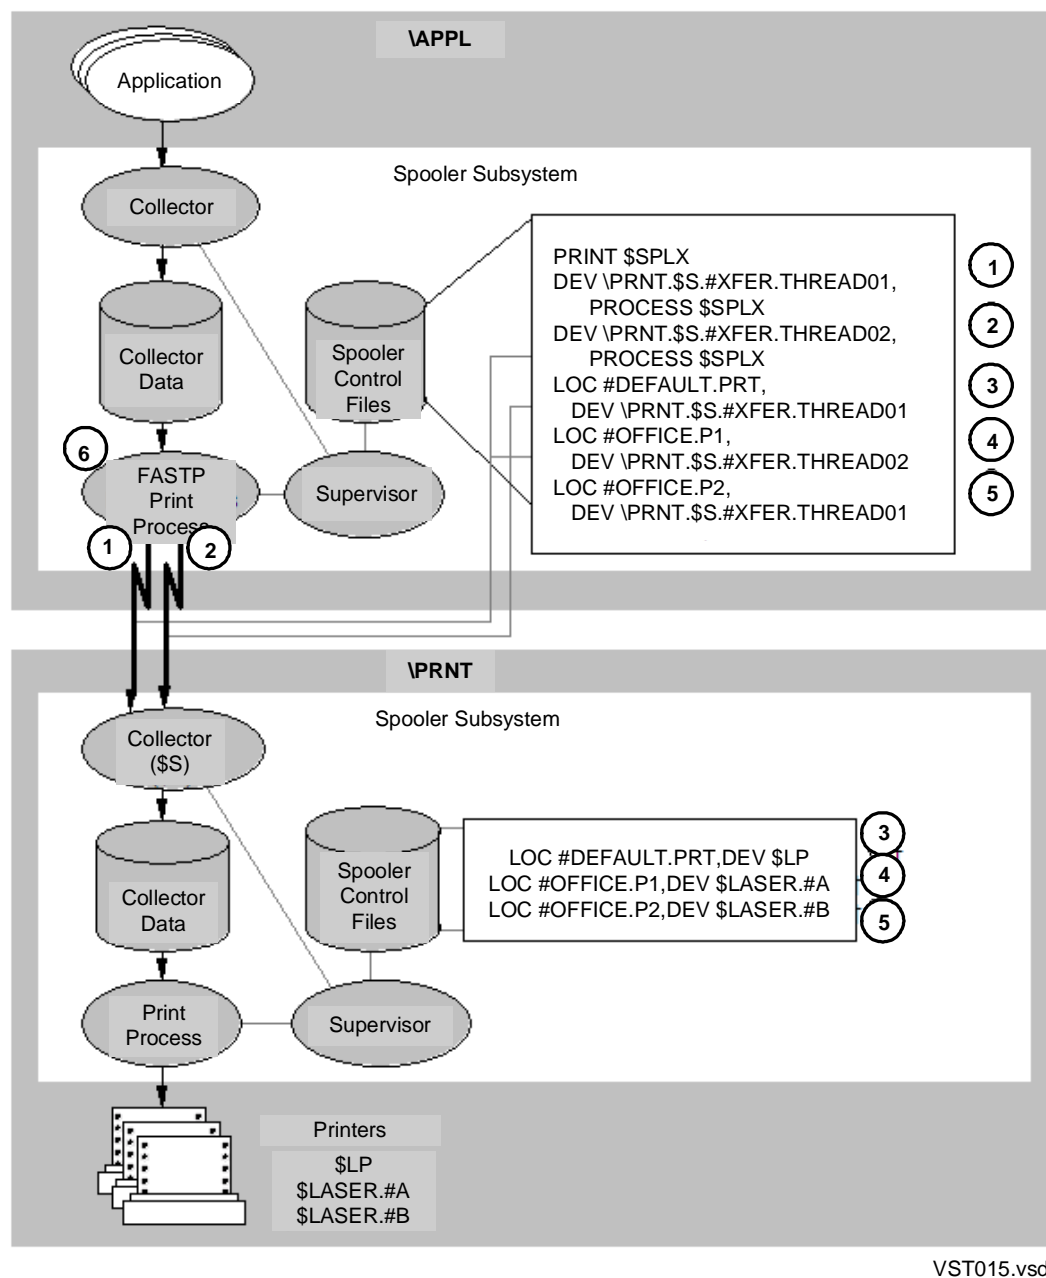 \APPL
Application
Spooler Subsystem
Collector
PRINT $SPLX
DEV \PRNT.$S.#XFER.THREAD01,
PROCESS $SPLX
DEV \PRNT.$S.#XFER.THREAD02,
PROCESS $SPLX
LOC #DEFAULT.PRT,
DEV \PRNT.$S.#XFER.THREAD01
LOC #OFFICE.P1,
DEV \PRNT.$S.#XFER.THREAD02
LOC #OFFICE.P2,
DEV \PRNT.$S.#XFER.THREAD01
1
2
3
4
5
Collector
Data
Spooler
Control
Files
6
FASTP
Print
Process
Supervisor
1
2
\PRNT
Spooler Subsystem
Collector
($S)
Collector
Data
Spooler
Control
Files
LOC #DEFAULT.PRT,DEV $LP
LOC #OFFICE.P1,DEV $LASER.#A
LOC #OFFICE.P2,DEV $LASER.#B
3
4
5
Print
Process
Supervisor
Printers
$LP
$LASER.#A
$LASER.#B
VST015.vsd